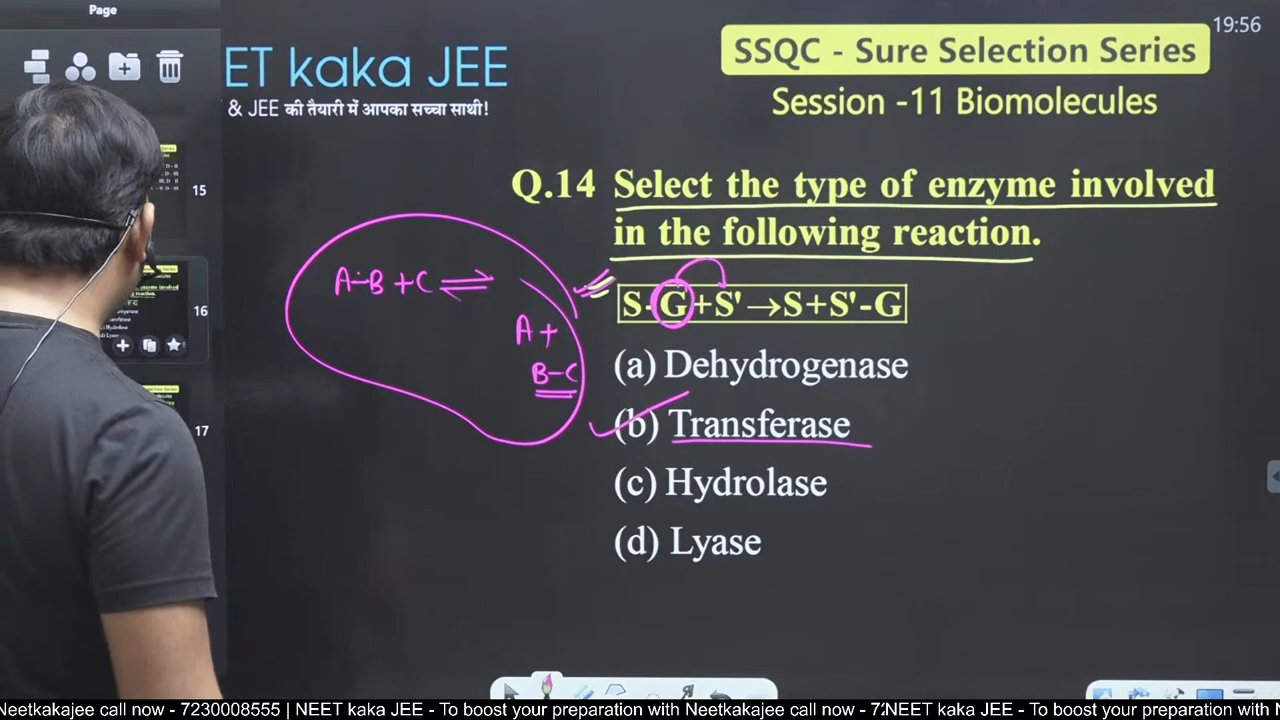 Page
19:56
ET kaka JEE
& JEE की तैयारी में आपका सच्चा साथी!
SSQC - Sure Selection Series
Session -11 Biomolecules
15
16
17
Q.14 Select the type of enzyme involved
in the following reaction.
A-B + C ⇌
A +
B-C
S-G+S'→S+S'-G
(a) Dehydrogenase
(b) Transferase
(c) Hydrolase
(d) Lyase
Neetkakajee call now - 7230008555 | NEET kaka JEE - To boost your preparation with Neetkakajee call now - 72NEET kaka JEE - To boost your preparation with N